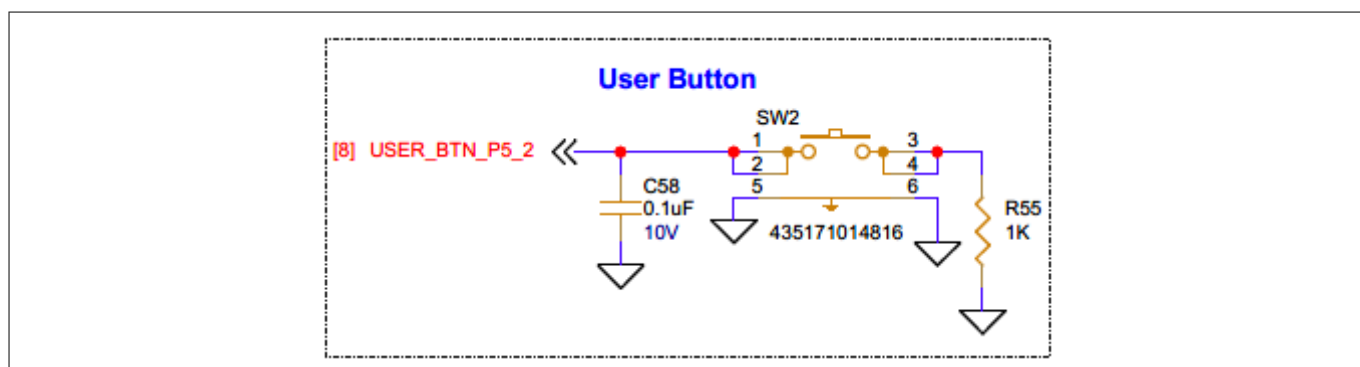 User Button
SW2
[8] USER_BTN_P5_2
1
3
2
4
5
6
C58
0.1uF
10V
435171014816
R55
1K